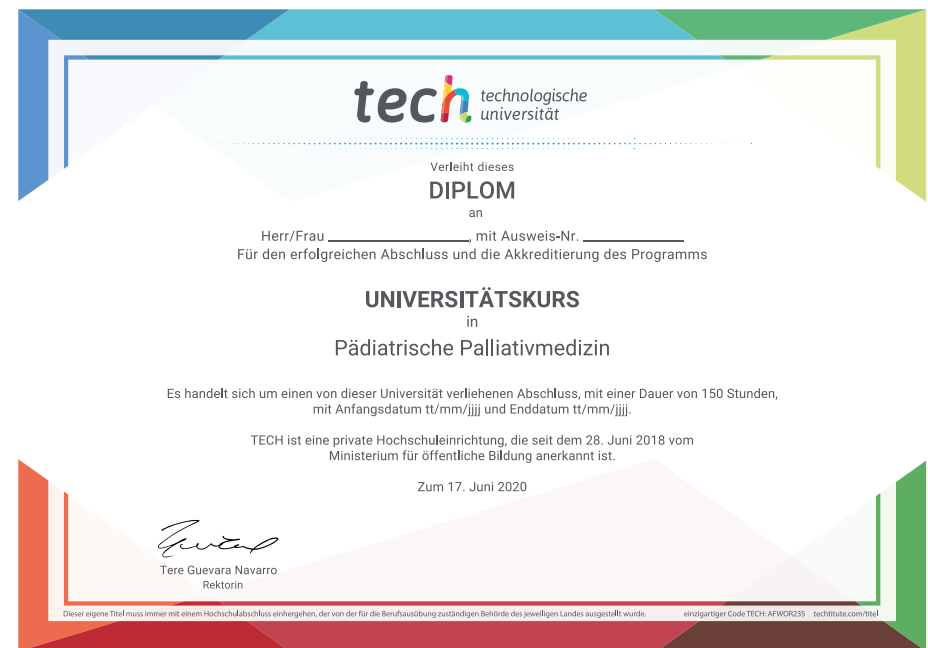 tech technologische
universität
Verleiht dieses
DIPLOM
an
Herr/Frau ____________________, mit Ausweis-Nr. ______________
Für den erfolgreichen Abschluss und die Akkreditierung des Programms
UNIVERSITÄTSKURS
in
Pädiatrische Palliativmedizin
Es handelt sich um einen von dieser Universität verliehenen Abschluss, mit einer Dauer von 150 Stunden,
mit Anfangsdatum tt/mm/jjjj und Enddatum tt/mm/jjjj.
TECH ist eine private Hochschuleinrichtung, die seit dem 28. Juni 2018 vom
Ministerium für öffentliche Bildung anerkannt ist.
Zum 17. Juni 2020
Tere Guevara Navarro
Rektorin
Dieser eigene Titel muss immer mit einem Hochschulabschluss einhergehen, der von der für die Berufsausübung zuständigen Behörde des jeweiligen Landes ausgestellt wurde. einzigartiger Code TECH: AFWOR23S techtitute.com/titel